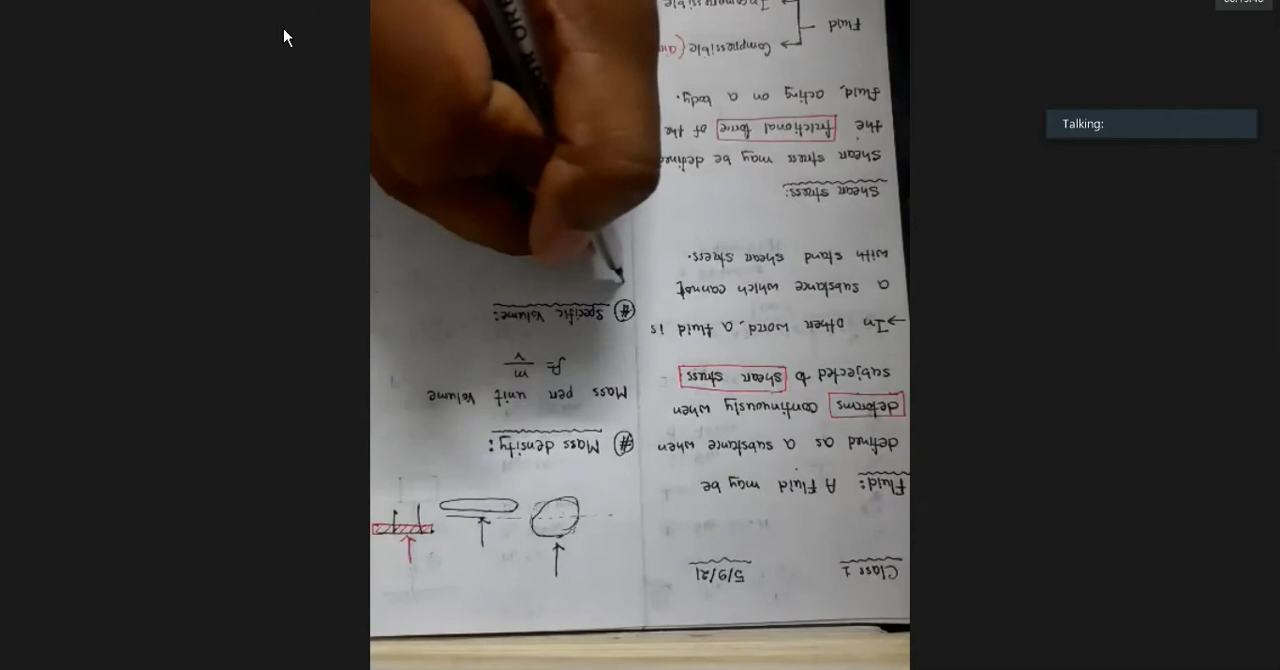 Class 1
5/9/21
Fluid: A Fluid may be
defined as a substance when
deforms continuously when
subjected to shear stress
→In other word, a fluid is
a substance which cannot
with stand shear stress.
Shear stress:
Shear stress may be define
the frictional force of the
fluid, acting on a body.
Fluid
Compressible
# Mass density:
Mass per unit volume
ρ = m
v
# Specific Volume:
Talking: